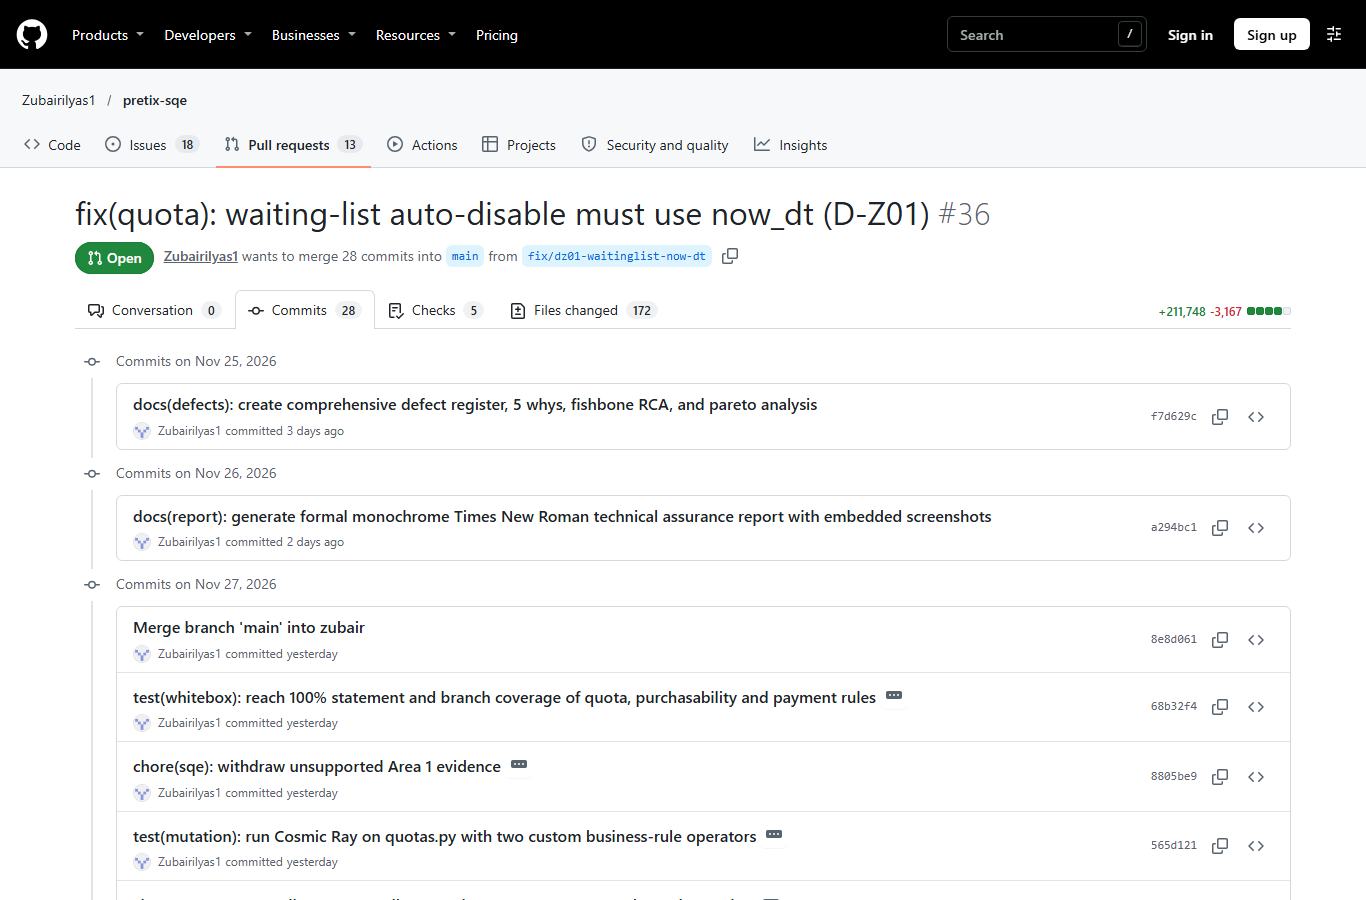 Products Developers Businesses Resources Pricing Search / Sign in Sign up
Zubairilyas1 / pretix-sqe
Code Issues 18 Pull requests 13 Actions Projects Security and quality Insights
fix(quota): waiting-list auto-disable must use now_dt (D-Z01) #36
Open Zubairilyas1 wants to merge 28 commits into main from fix/dz01-waitinglist-now-dt
Conversation 0 Commits 28 Checks 5 Files changed 172 +211,748 -3,167
Commits on Nov 25, 2026
docs(defects): create comprehensive defect register, 5 whys, fishbone RCA, and pareto analysis
Zubairilyas1 committed 3 days ago
f7d629c
Commits on Nov 26, 2026
docs(report): generate formal monochrome Times New Roman technical assurance report with embedded screenshots
Zubairilyas1 committed 2 days ago
a294bc1
Commits on Nov 27, 2026
Merge branch 'main' into zubair
Zubairilyas1 committed yesterday
8e8d061
test(whitebox): reach 100% statement and branch coverage of quota, purchasability and payment rules
Zubairilyas1 committed yesterday
68b32f4
chore(sqe): withdraw unsupported Area 1 evidence
Zubairilyas1 committed yesterday
8805be9
test(mutation): run Cosmic Ray on quotas.py with two custom business-rule operators
Zubairilyas1 committed yesterday
565d121